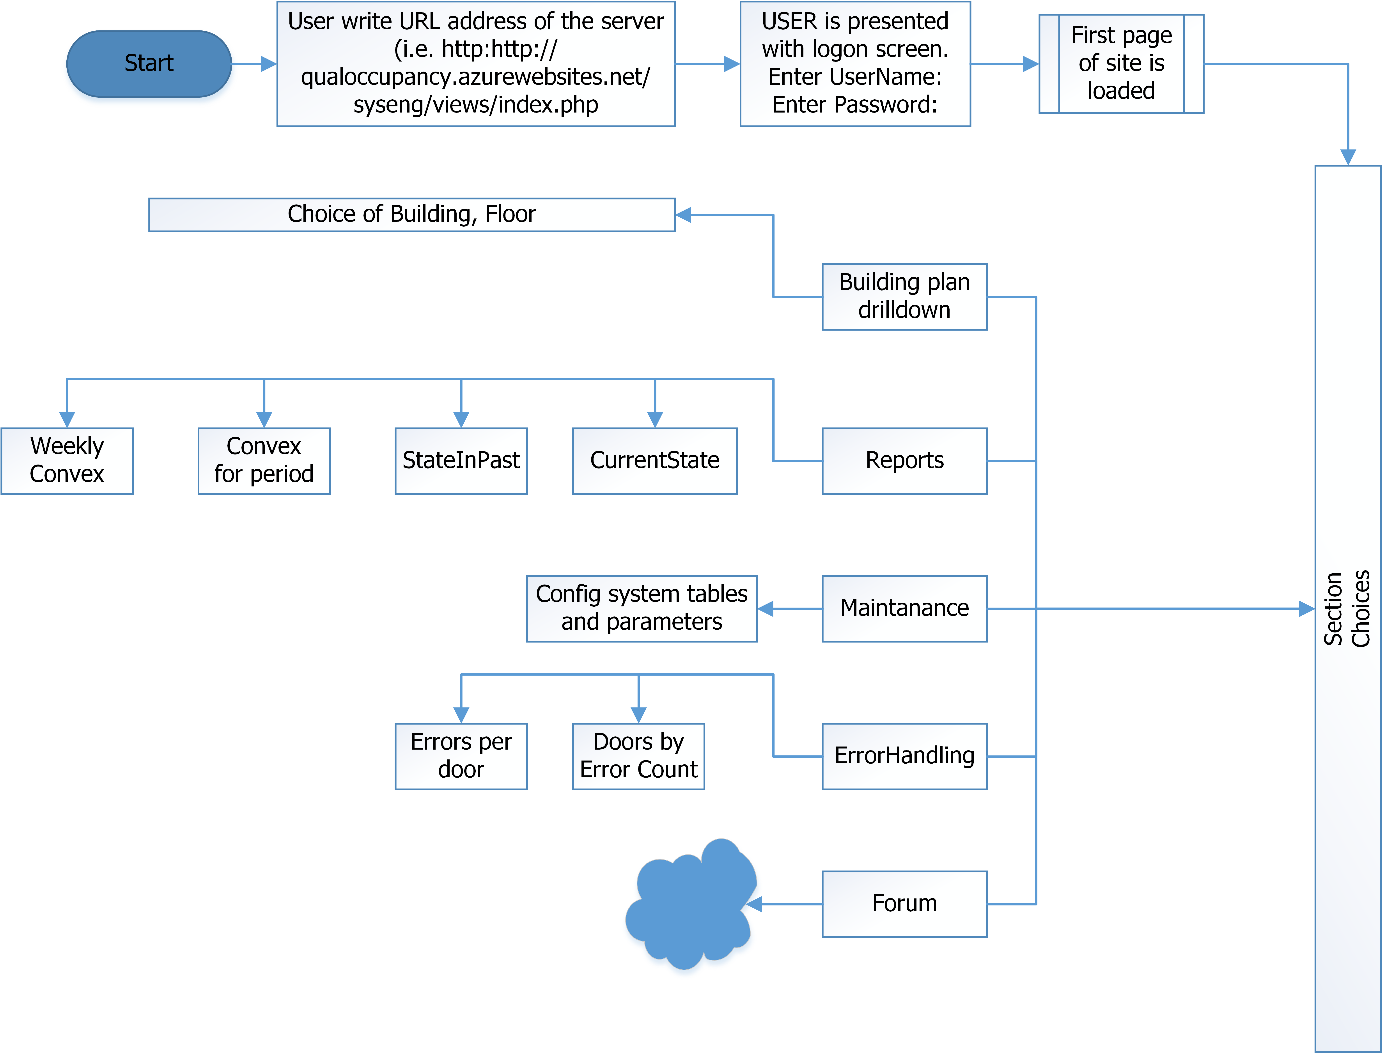 Start
User write URL address of the server
(i.e. http:http://
qualoccupancy.azurewebsites.net/
syseng/views/index.php
USER is presented
with logon screen.
Enter UserName:
Enter Password:
First page
of site is
loaded
Choice of Building, Floor
Building plan
drilldown
Weekly
Convex
Convex
for period
StateInPast
CurrentState
Reports
Config system tables
and parameters
Maintanance
Section
Choices
Errors per
door
Doors by
Error Count
ErrorHandling
Forum